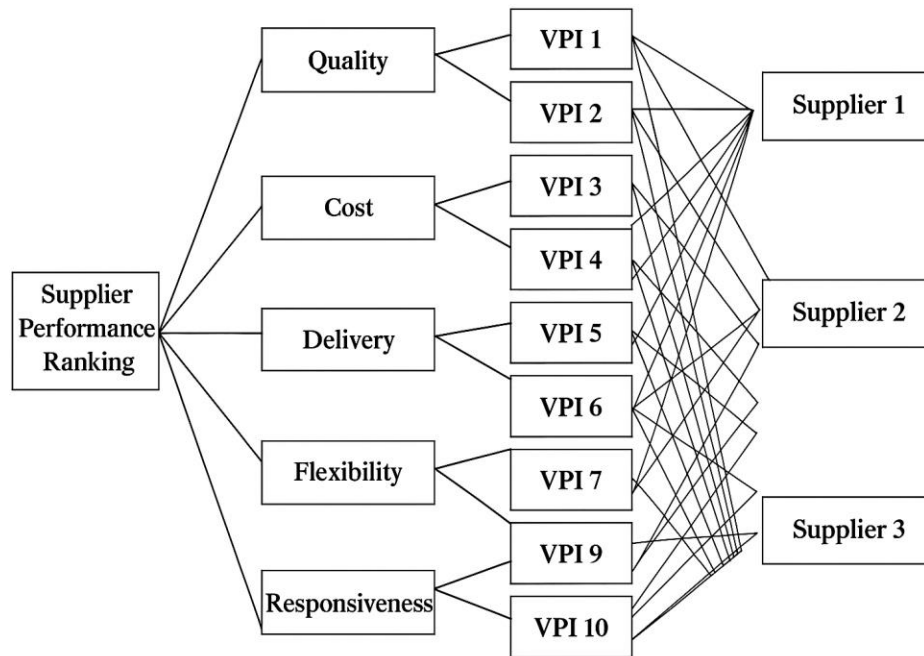 Supplier
Performance
Ranking
Quality
Cost
Delivery
Flexibility
Responsiveness
VPI 1
VPI 2
VPI 3
VPI 4
VPI 5
VPI 6
VPI 7
VPI 9
VPI 10
Supplier 1
Supplier 2
Supplier 3